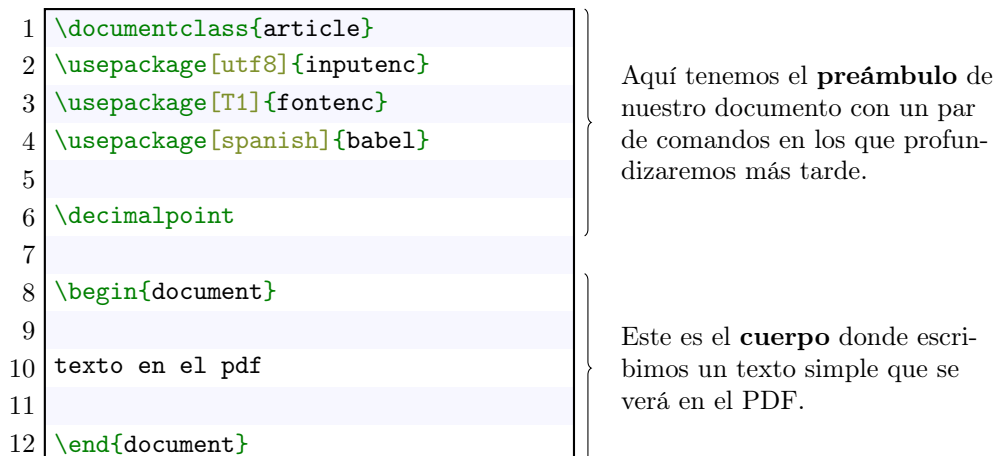 1 \documentclass{article}
2 \usepackage[utf8]{inputenc}
3 \usepackage[T1]{fontenc}
4 \usepackage[spanish]{babel}
5
6 \decimalpoint
7
8 \begin{document}
9
10 texto en el pdf
11
12 \end{document}
Aquí tenemos el preámbulo de
nuestro documento con un par
de comandos en los que profun-
dizaremos más tarde.
Este es el cuerpo donde escri-
bimos un texto simple que se
verá en el PDF.